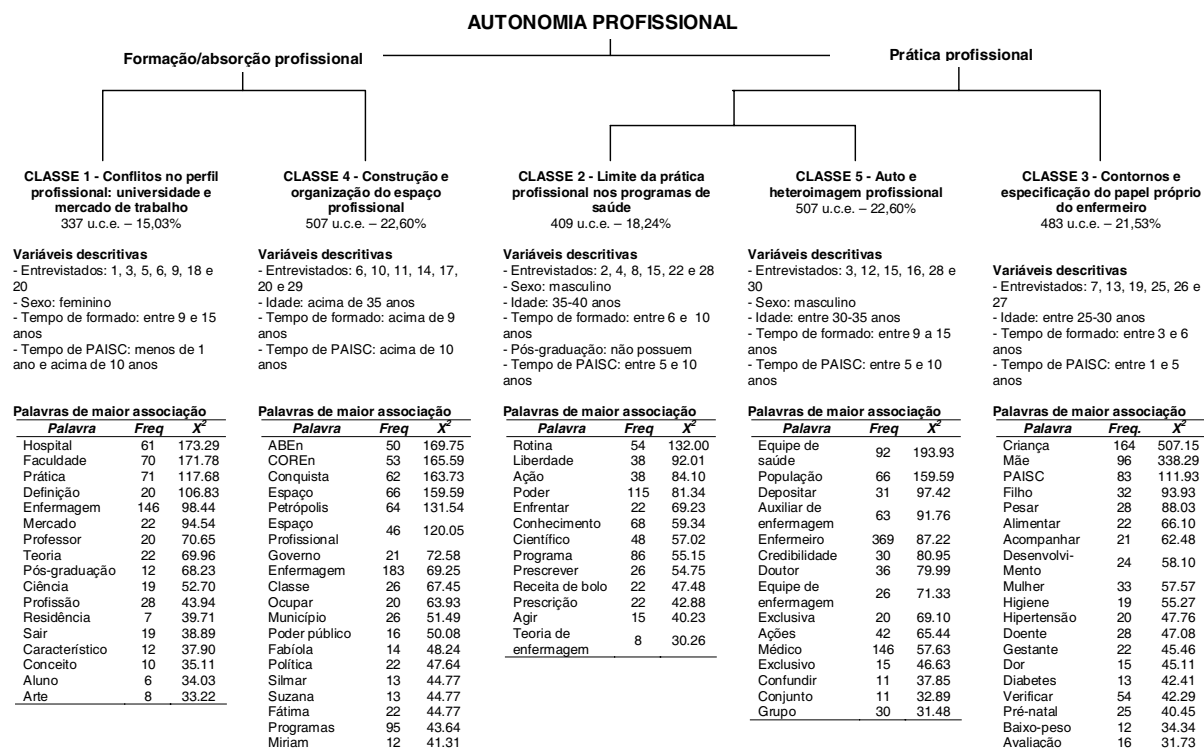 AUTONOMIA PROFISSIONAL
Formação/absorção profissional
Prática profissional
CLASSE 1 - Conflitos no perfil
profissional: universidade e
mercado de trabalho
337 u.c.e. – 15,03%
Variáveis descritivas
- Entrevistados: 1, 3, 5, 6, 9, 18 e
20
- Sexo: feminino
- Tempo de formado: entre 9 e 15
anos
- Tempo de PAISC: menos de 1
ano e acima de 10 anos
Palavras de maior associação
Palavra Freq X²
Hospital 61 173.29
Faculdade 70 171.78
Prática 71 117.68
Definição 20 106.83
Enfermagem 146 98.44
Mercado 22 94.54
Professor 20 70.65
Teoria 22 69.96
Pós-graduação 12 68.23
Ciência 19 52.70
Profissão 28 43.94
Residência 7 39.71
Sair 19 38.89
Característico 12 37.90
Conceito 10 35.11
Aluno 6 34.03
Arte 8 33.22
CLASSE 4 - Construção e
organização do espaço
profissional
507 u.c.e. – 22,60%
Variáveis descritivas
- Entrevistados: 6, 10, 11, 14, 17,
20 e 29
- Idade: acima de 35 anos
- Tempo de formado: acima de 9
anos
- Tempo de PAISC: acima de 10
anos
Palavras de maior associação
Palavra Freq X²
ABEn 50 169.75
COREn 53 165.59
Conquista 62 163.73
Espaço 66 159.59
Petrópolis 64 131.54
Espaço
Profissional 46 120.05
Governo 21 72.58
Enfermagem 183 69.25
Classe 26 67.45
Ocupar 20 63.93
Município 26 51.49
Poder público 16 50.08
Fabíola 14 48.24
Política 22 47.64
Silmar 13 44.77
Suzana 13 44.77
Fátima 22 44.77
Programas 95 43.64
Miriam 12 41.31
CLASSE 2 - Limite da prática
profissional nos programas de
saúde
409 u.c.e. – 18,24%
Variáveis descritivas
- Entrevistados: 2, 4, 8, 15, 22 e 28
- Sexo: masculino
- Idade: 35-40 anos
- Tempo de formado: entre 6 e 10
anos
- Pós-graduação: não possuem
- Tempo de PAISC: entre 5 e 10
anos
Palavras de maior associação
Palavra Freq X²
Rotina 54 132.00
Liberdade 38 92.01
Ação 38 84.10
Poder 115 81.34
Enfrentar 22 69.23
Conhecimento 68 59.34
Científico 48 57.02
Programa 86 55.15
Prescrever 26 54.75
Receita de bolo 22 47.48
Prescrição 22 42.88
Agir 15 40.23
Teoria de
enfermagem 8 30.26
CLASSE 5 - Auto e
heteroimagem profissional
507 u.c.e. – 22,60%
Variáveis descritivas
- Entrevistados: 3, 12, 15, 16, 28 e
30
- Sexo: masculino
- Idade: entre 30-35 anos
- Tempo de formado: entre 9 a 15
anos
- Tempo de PAISC: entre 5 e 10
anos
Palavras de maior associação
Palavra Freq X²
Equipe de
saúde 92 193.93
População 66 159.59
Depositar 31 97.42
Auxiliar de
enfermagem 63 91.76
Enfermeiro 369 87.22
Credibilidade 30 80.95
Doutor 36 79.99
Equipe de
enfermagem 26 71.33
Exclusiva 20 69.10
Ações 42 65.44
Médico 146 57.63
Exclusivo 15 46.63
Confundir 11 37.85
Conjunto 11 32.89
Grupo 30 31.48
CLASSE 3 - Contornos e
especificação do papel próprio
do enfermeiro
483 u.c.e. – 21,53%
Variáveis descritivas
- Entrevistados: 7, 13, 19, 25, 26 e
27
- Idade: entre 25-30 anos
- Tempo de formado: entre 3 e 6
anos
- Tempo de PAISC: entre 1 e 5
anos
Palavras de maior associação
Palavra Freq. X²
Criança 164 507.15
Mãe 96 338.29
PAISC 83 111.93
Filho 32 93.93
Pesar 28 88.03
Alimentar 22 66.10
Acompanhar 21 62.48
Desenvolvi-
Mento 24 58.10
Mulher 33 57.57
Higiene 19 55.27
Hipertensão 20 47.76
Doente 28 47.08
Gestante 22 45.46
Dor 15 45.11
Diabetes 13 42.41
Verificar 54 42.29
Pré-natal 25 40.45
Baixo-peso 12 34.34
Avaliação 16 31.73